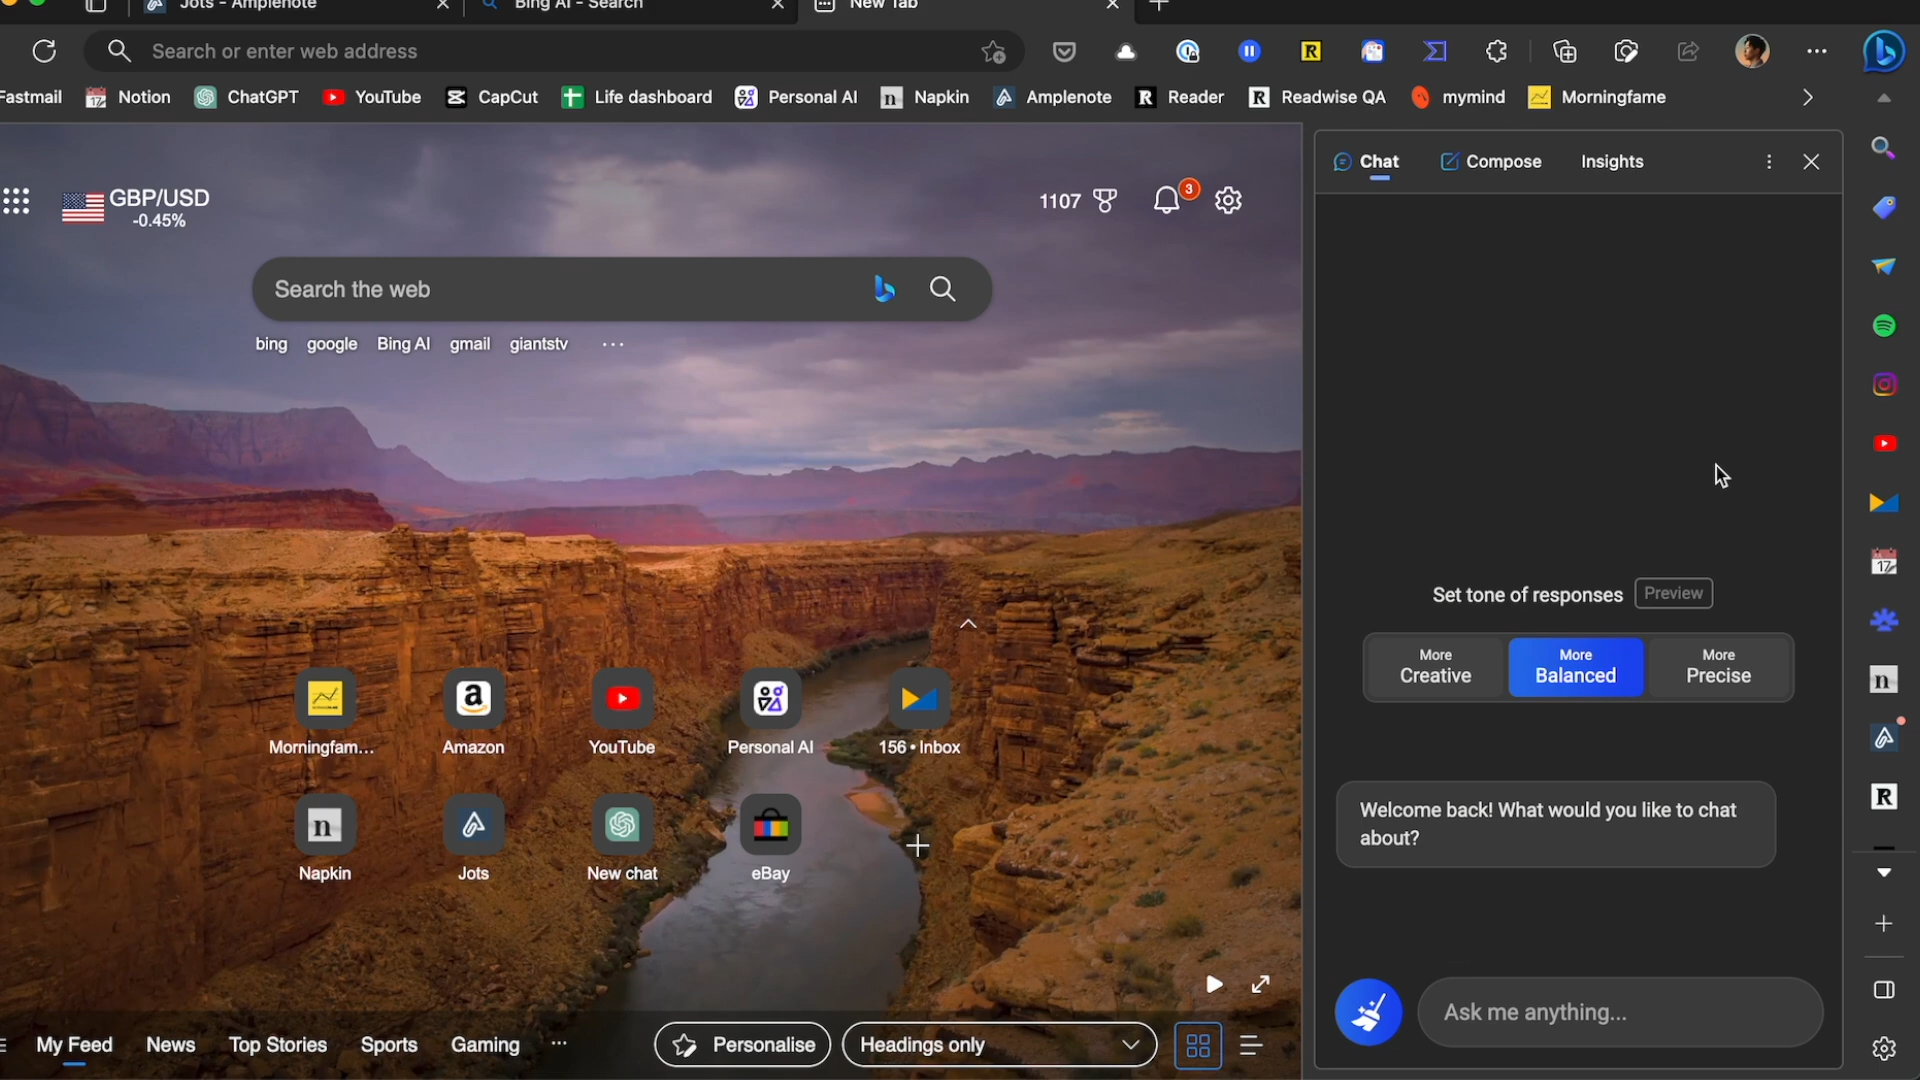 Jots - Amplenote
Bing AI - Search
New Tab
Search or enter web address
Fastmail
Notion
ChatGPT
YouTube
CapCut
Life dashboard
Personal AI
Napkin
Amplenote
Reader
Readwise QA
mymind
Morningfame
GBP/USD
-0.45%
1107
3
Search the web
bing google Bing AI gmail giantstv
Morningfam...
Amazon
YouTube
Personal AI
156 • Inbox
Napkin
Jots
New chat
eBay
My Feed
News
Top Stories
Sports
Gaming
Personalise
Headings only
Chat
Compose
Insights
Set tone of responses Preview
More
Creative
More
Balanced
More
Precise
Welcome back! What would you like to chat
about?
Ask me anything...